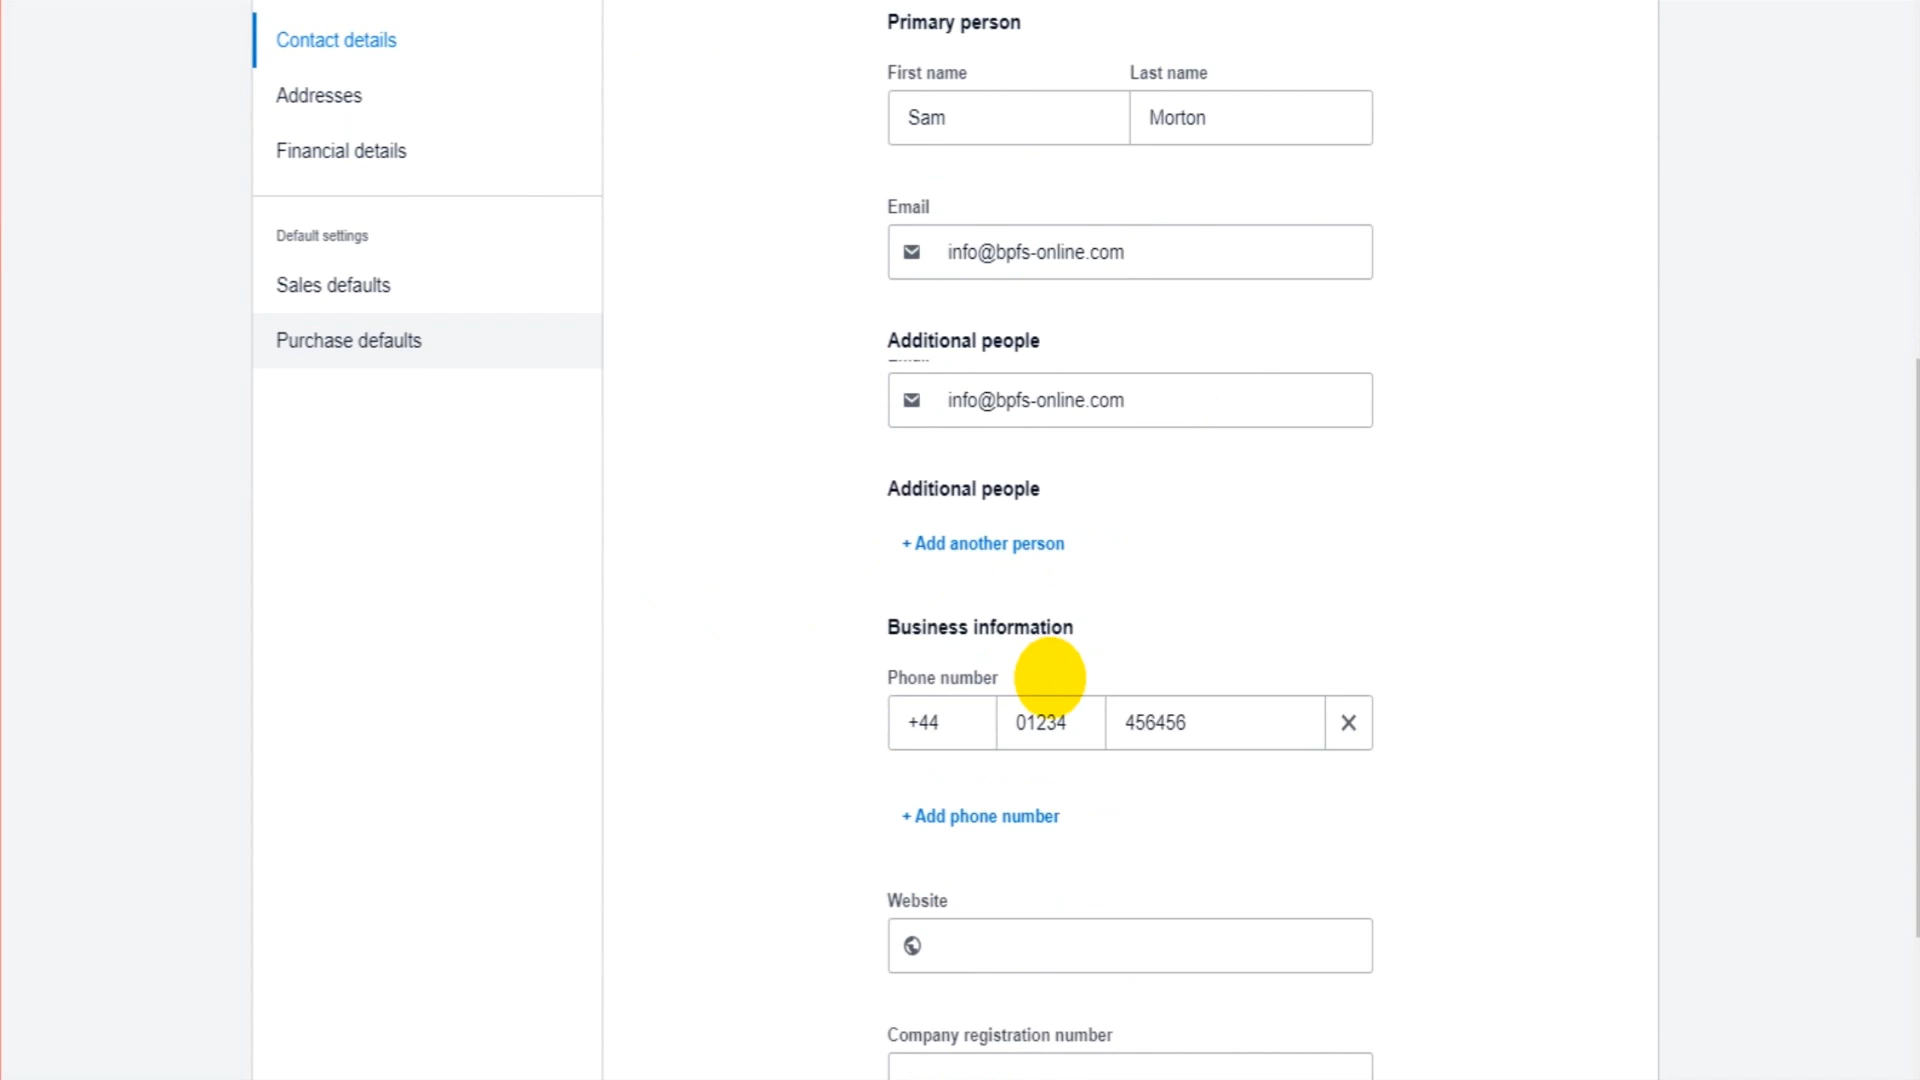 Contact details
Addresses
Financial details
Default settings
Sales defaults
Purchase defaults
Primary person
First name
Last name
Sam
Morton
Email
info@bpfs-online.com
Additional people
info@bpfs-online.com
Additional people
+ Add another person
Business information
Phone number
+44
01234
456456
+ Add phone number
Website
Company registration number